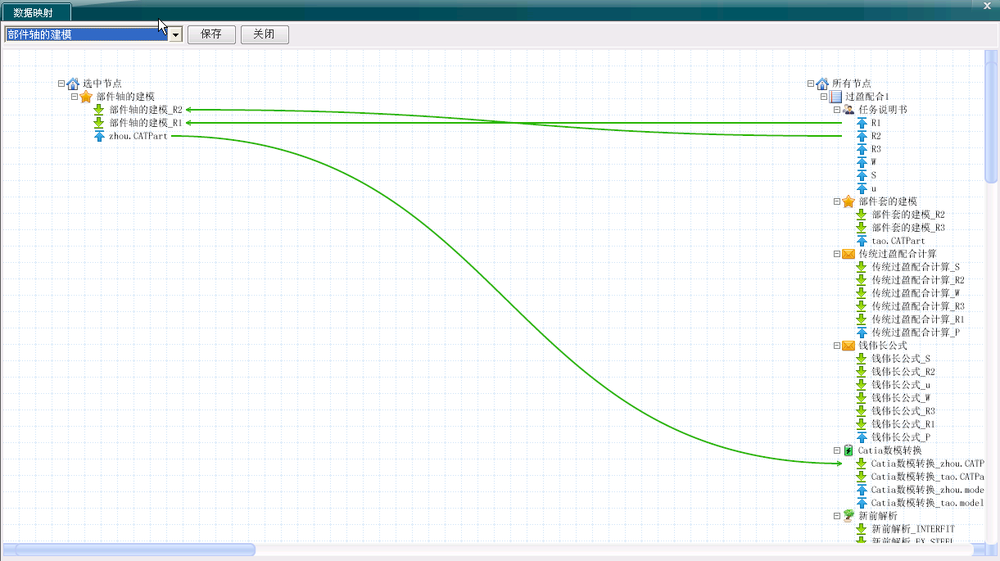 数据映射
部件轴的建模
保存
关闭
选中节点
部件轴的建模
部件轴的建模_R2
部件轴的建模_R1
zhou.CATPart
所有节点
过盈配合1
任务说明书
R1
R2
R3
W
S
u
部件套的建模
部件套的建模_R2
部件套的建模_R3
tao.CATPart
传统过盈配合计算
传统过盈配合计算_S
传统过盈配合计算_R2
传统过盈配合计算_W
传统过盈配合计算_R3
传统过盈配合计算_R1
传统过盈配合计算_P
钱伟长公式
钱伟长公式_S
钱伟长公式_R2
钱伟长公式_u
钱伟长公式_W
钱伟长公式_R3
钱伟长公式_R1
钱伟长公式_P
Catia数模转换
Catia数模转换_zhou.CATP
Catia数模转换_tao.CATPa
Catia数模转换_zhou.mode
Catia数模转换_tao.model
新前解析
新前解析_INTERFIT
新前解析_EX_STEEL